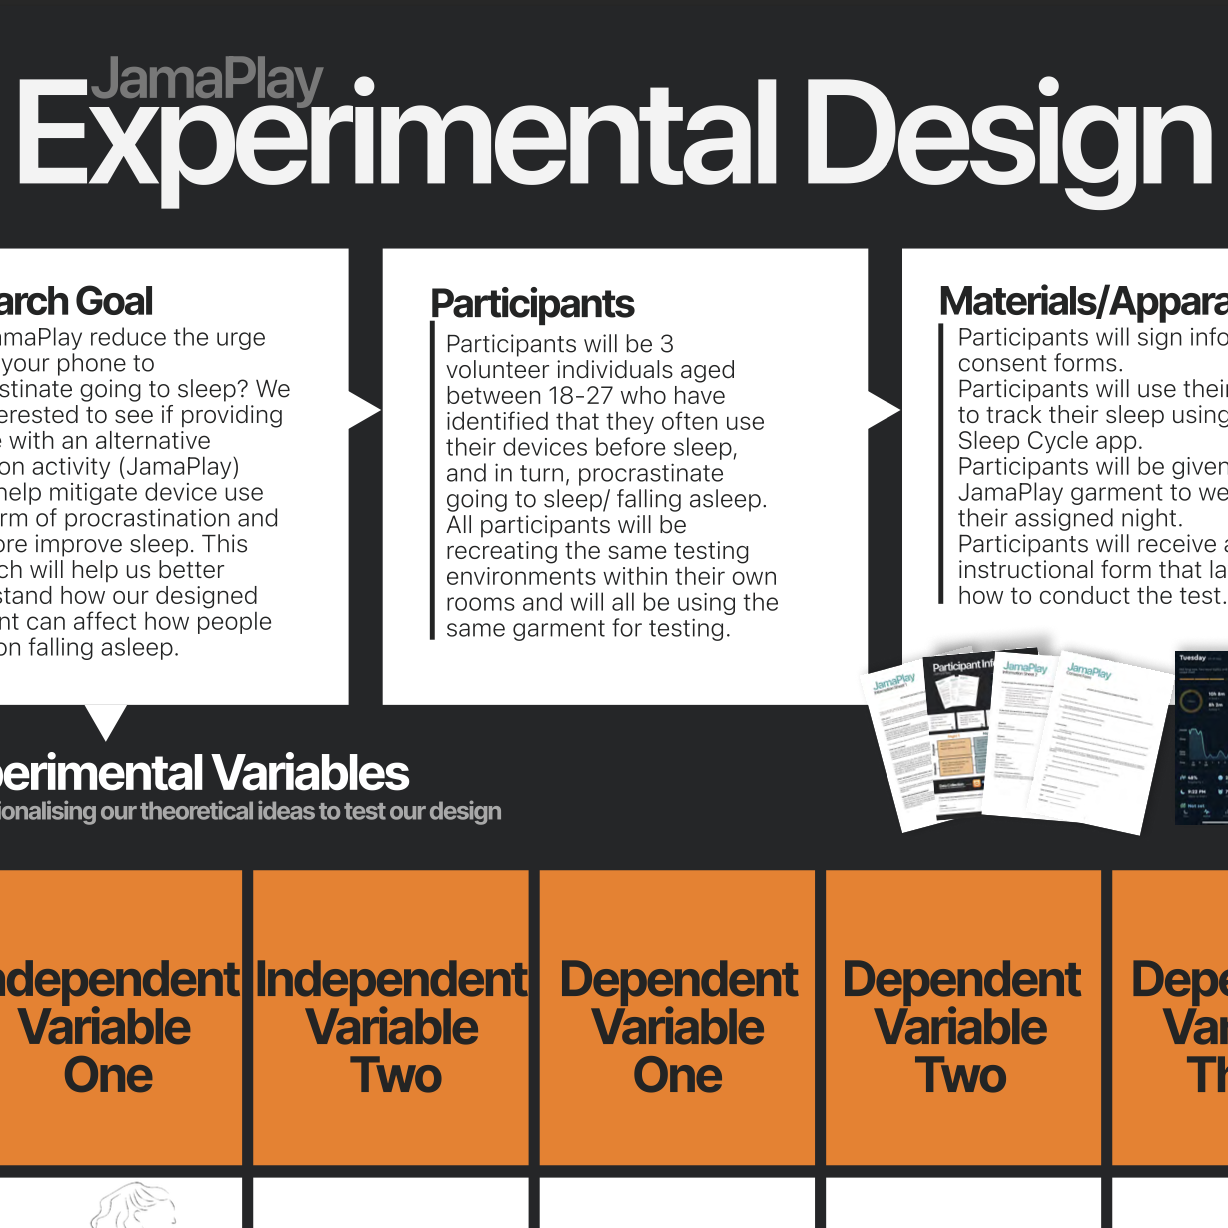 JamaPlay
Experimental Design
arch Goal
amaPlay reduce the urge
your phone to
stinate going to sleep? We
erested to see if providing
e with an alternative
on activity (JamaPlay)
help mitigate device use
rm of procrastination and
ore improve sleep. This
ch will help us better
stand how our designed
nt can affect how people
on falling asleep.
Participants
Participants will be 3
volunteer individuals aged
between 18-27 who have
identified that they often use
their devices before sleep,
and in turn, procrastinate
going to sleep/ falling asleep.
All participants will be
recreating the same testing
environments within their own
rooms and will all be using the
same garment for testing.
Materials/Appara
Participants will sign info
consent forms.
Participants will use their
to track their sleep using
Sleep Cycle app.
Participants will be given
JamaPlay garment to we
their assigned night.
Participants will receive a
instructional form that la
how to conduct the test.
JamaPlay
Participant Inf
JamaPlay
JamaPlay
Tuesday
perimental Variables
ionalising our theoretical ideas to test our design
ndependent
Variable
One
Independent
Variable
Two
Dependent
Variable
One
Dependent
Variable
Two
Depe
Var
Th